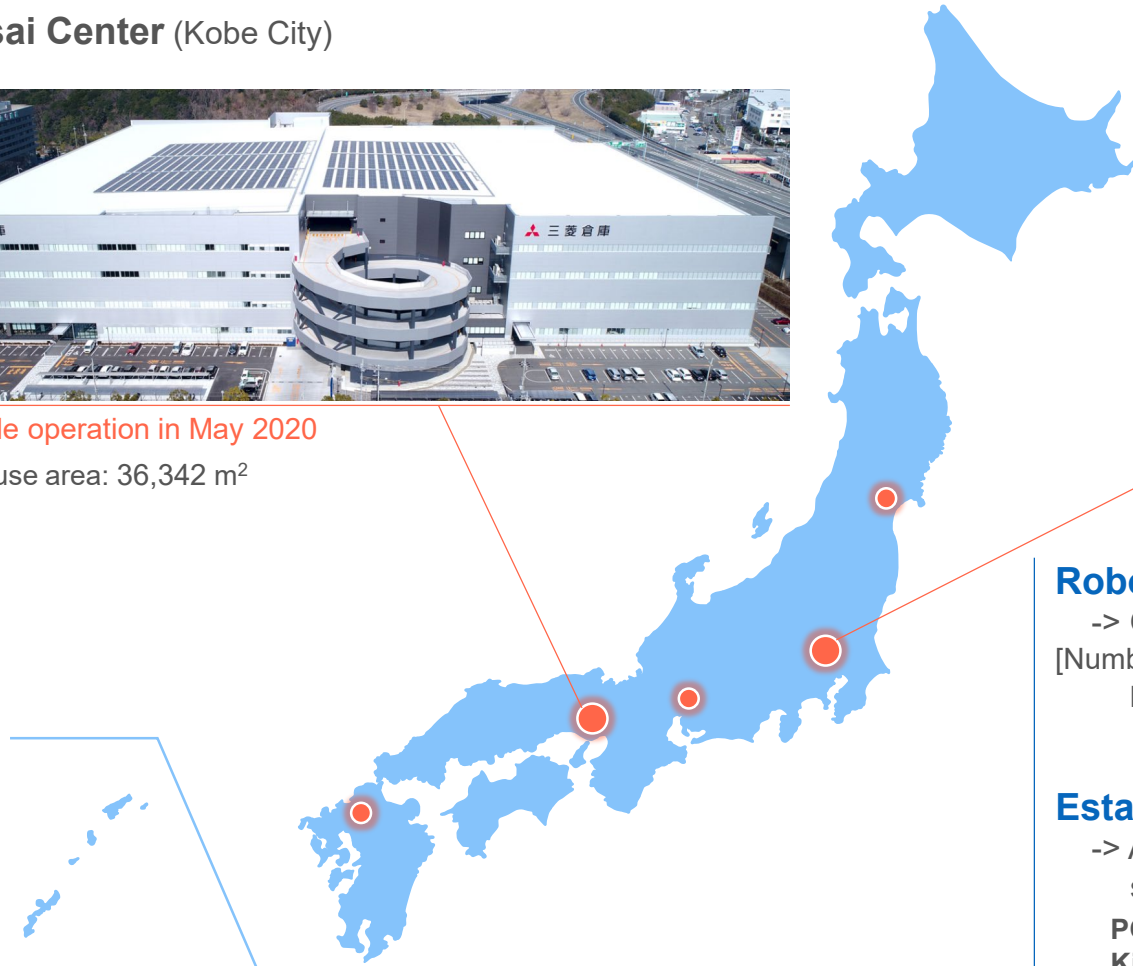 sai Center (Kobe City)
三菱倉庫
le operation in May 2020
use area: 36,342 m²
Robo
->
[Numb
[
Esta
->
s
PC